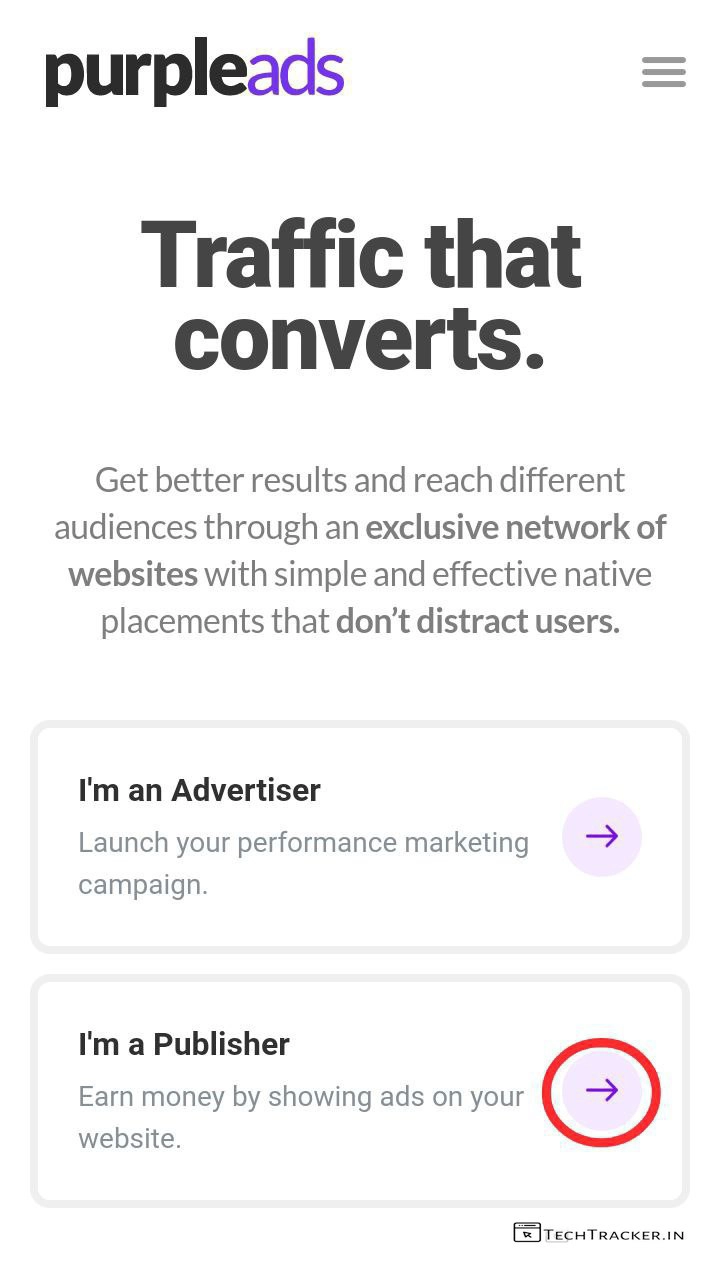 purpleads
Traffic that
converts.
Get better results and reach different
audiences through an exclusive network of
websites with simple and effective native
placements that don’t distract users.
I'm an Advertiser
Launch your performance marketing
campaign.
I'm a Publisher
Earn money by showing ads on your
website.
TECHTRACKER.IN